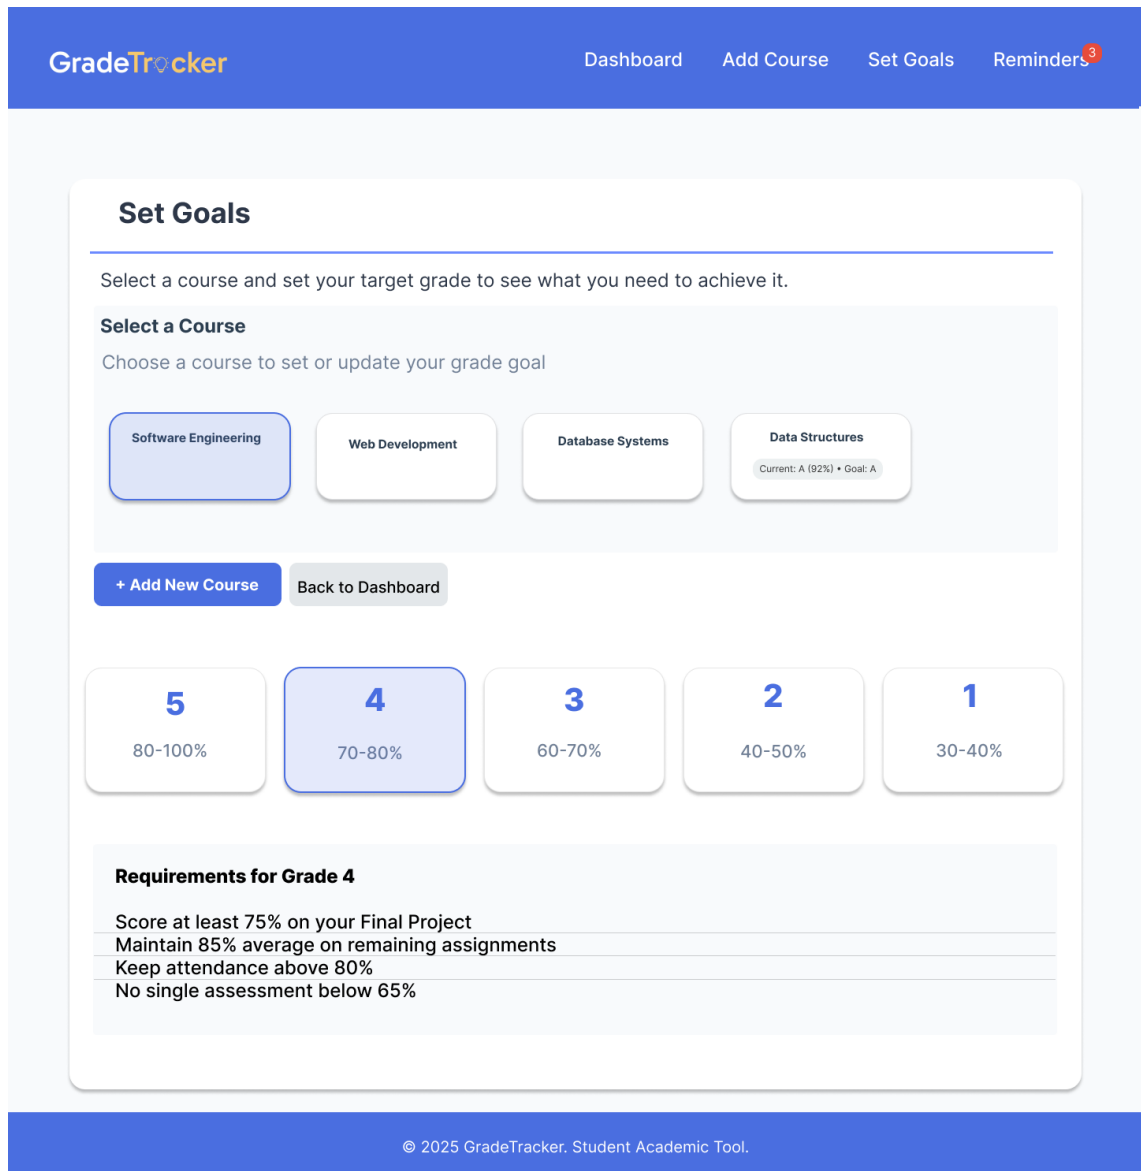 GradeTracker
Dashboard Add Course Set Goals Reminders 3
Set Goals
Select a course and set your target grade to see what you need to achieve it.
Select a Course
Choose a course to set or update your grade goal
Software Engineering
Web Development
Database Systems
Data Structures
Current: A (92%) • Goal: A
+ Add New Course
Back to Dashboard
5
80-100%
4
70-80%
3
60-70%
2
40-50%
1
30-40%
Requirements for Grade 4
Score at least 75% on your Final Project
Maintain 85% average on remaining assignments
Keep attendance above 80%
No single assessment below 65%
© 2025 GradeTracker. Student Academic Tool.